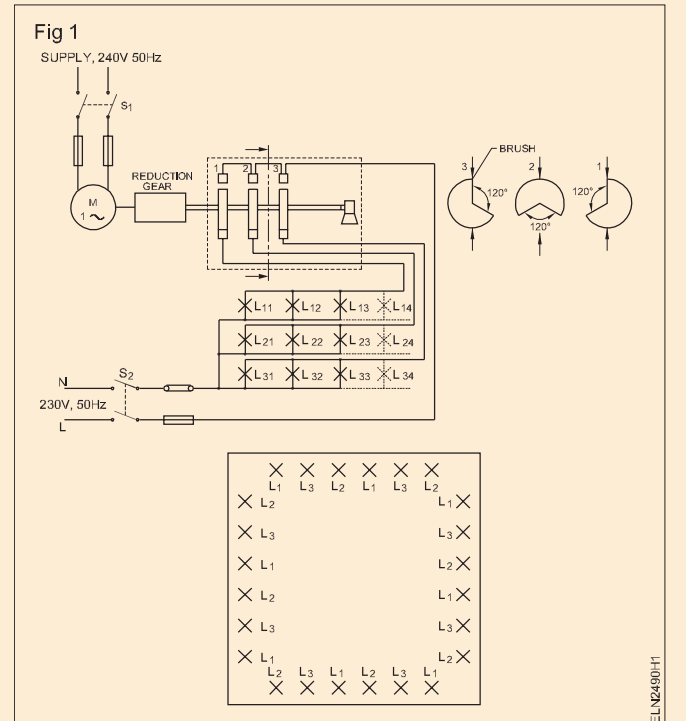 Fig 1
SUPPLY, 240V 50Hz
S1
M
1 ~
REDUCTION
GEAR
1 2 3
3 BRUSH 2 1
120° 120° 120°
L11 L12 L13 L14
L21 L22 L23 L24
L31 L32 L33 L34
N S2
230V, 50Hz
L
L1 L3 L2 L1 L3 L2
L2 L1
L3 L3
L1 L2
L2 L1
L3 L3
L1 L2
L2 L3 L1 L2 L3 L1
ELN2490H1